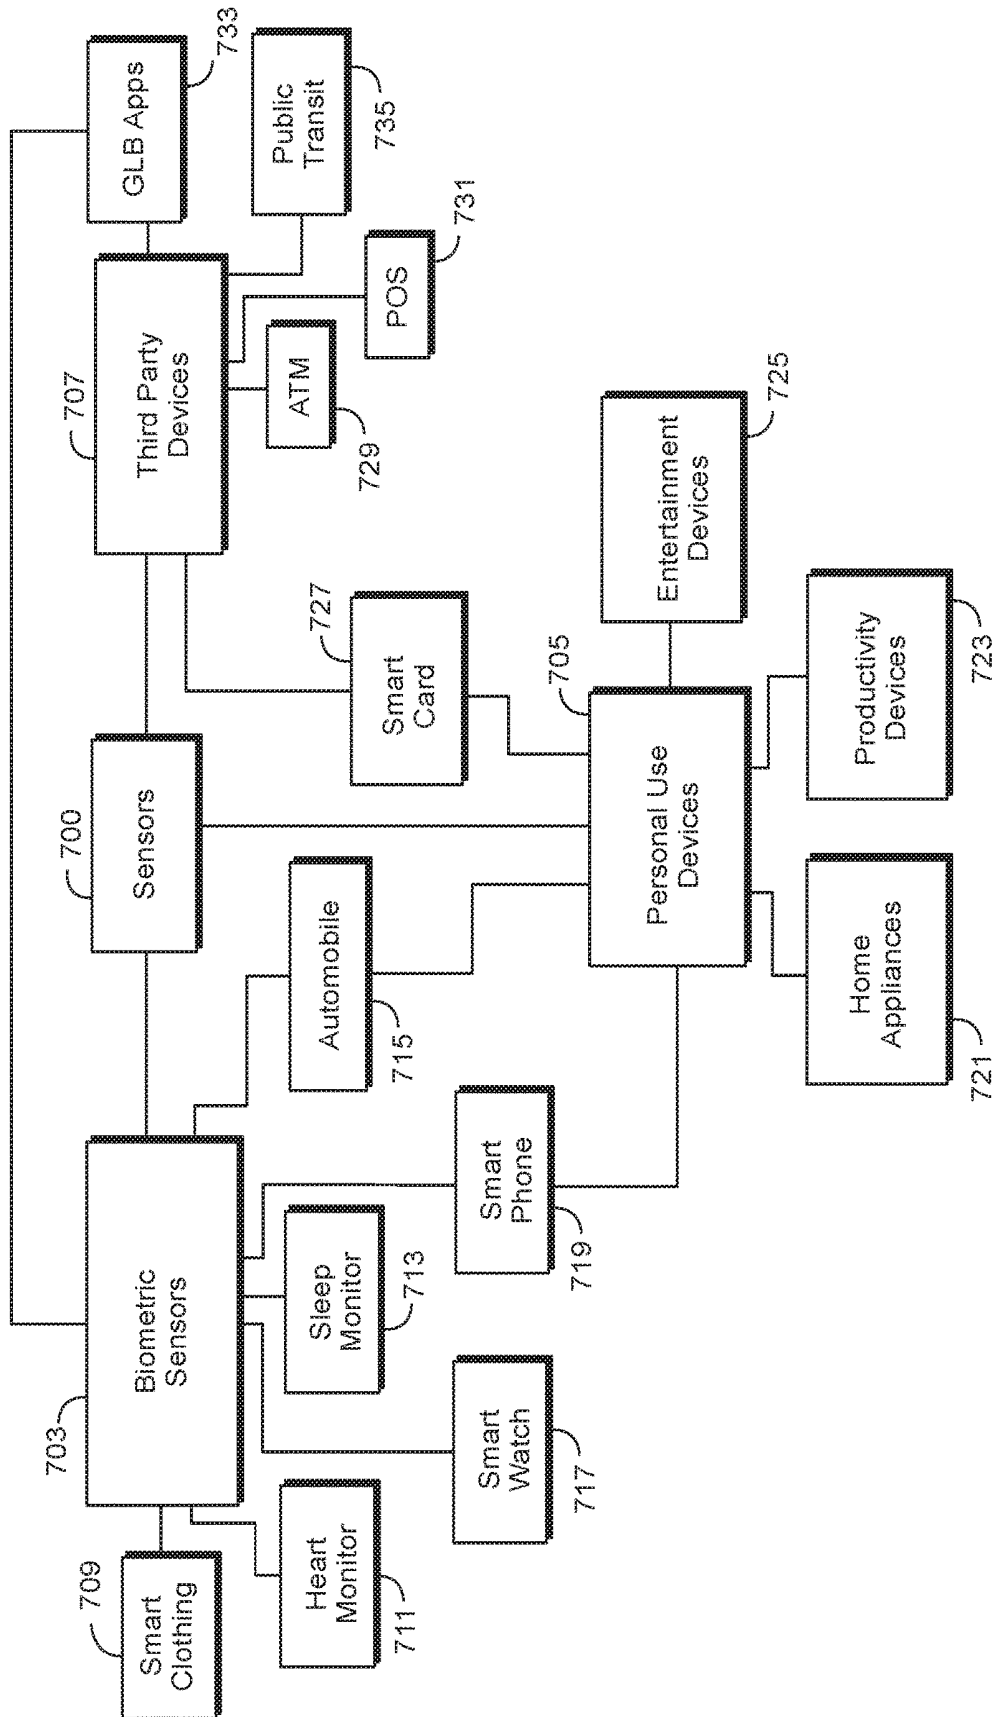 703
Biometric
Sensors
700
Sensors
707
Third Party
Devices
GLB Apps
733
709
Smart
Clothing
Heart
Monitor
711
Sleep
Monitor
713
Automobile
715
ATM
729
Public
Transit
735
POS
731
727
Smart
Card
Smart
Watch
717
Smart
Phone
719
705
Personal Use
Devices
Entertainment
Devices
725
Home
Appliances
721
Productivity
Devices
723